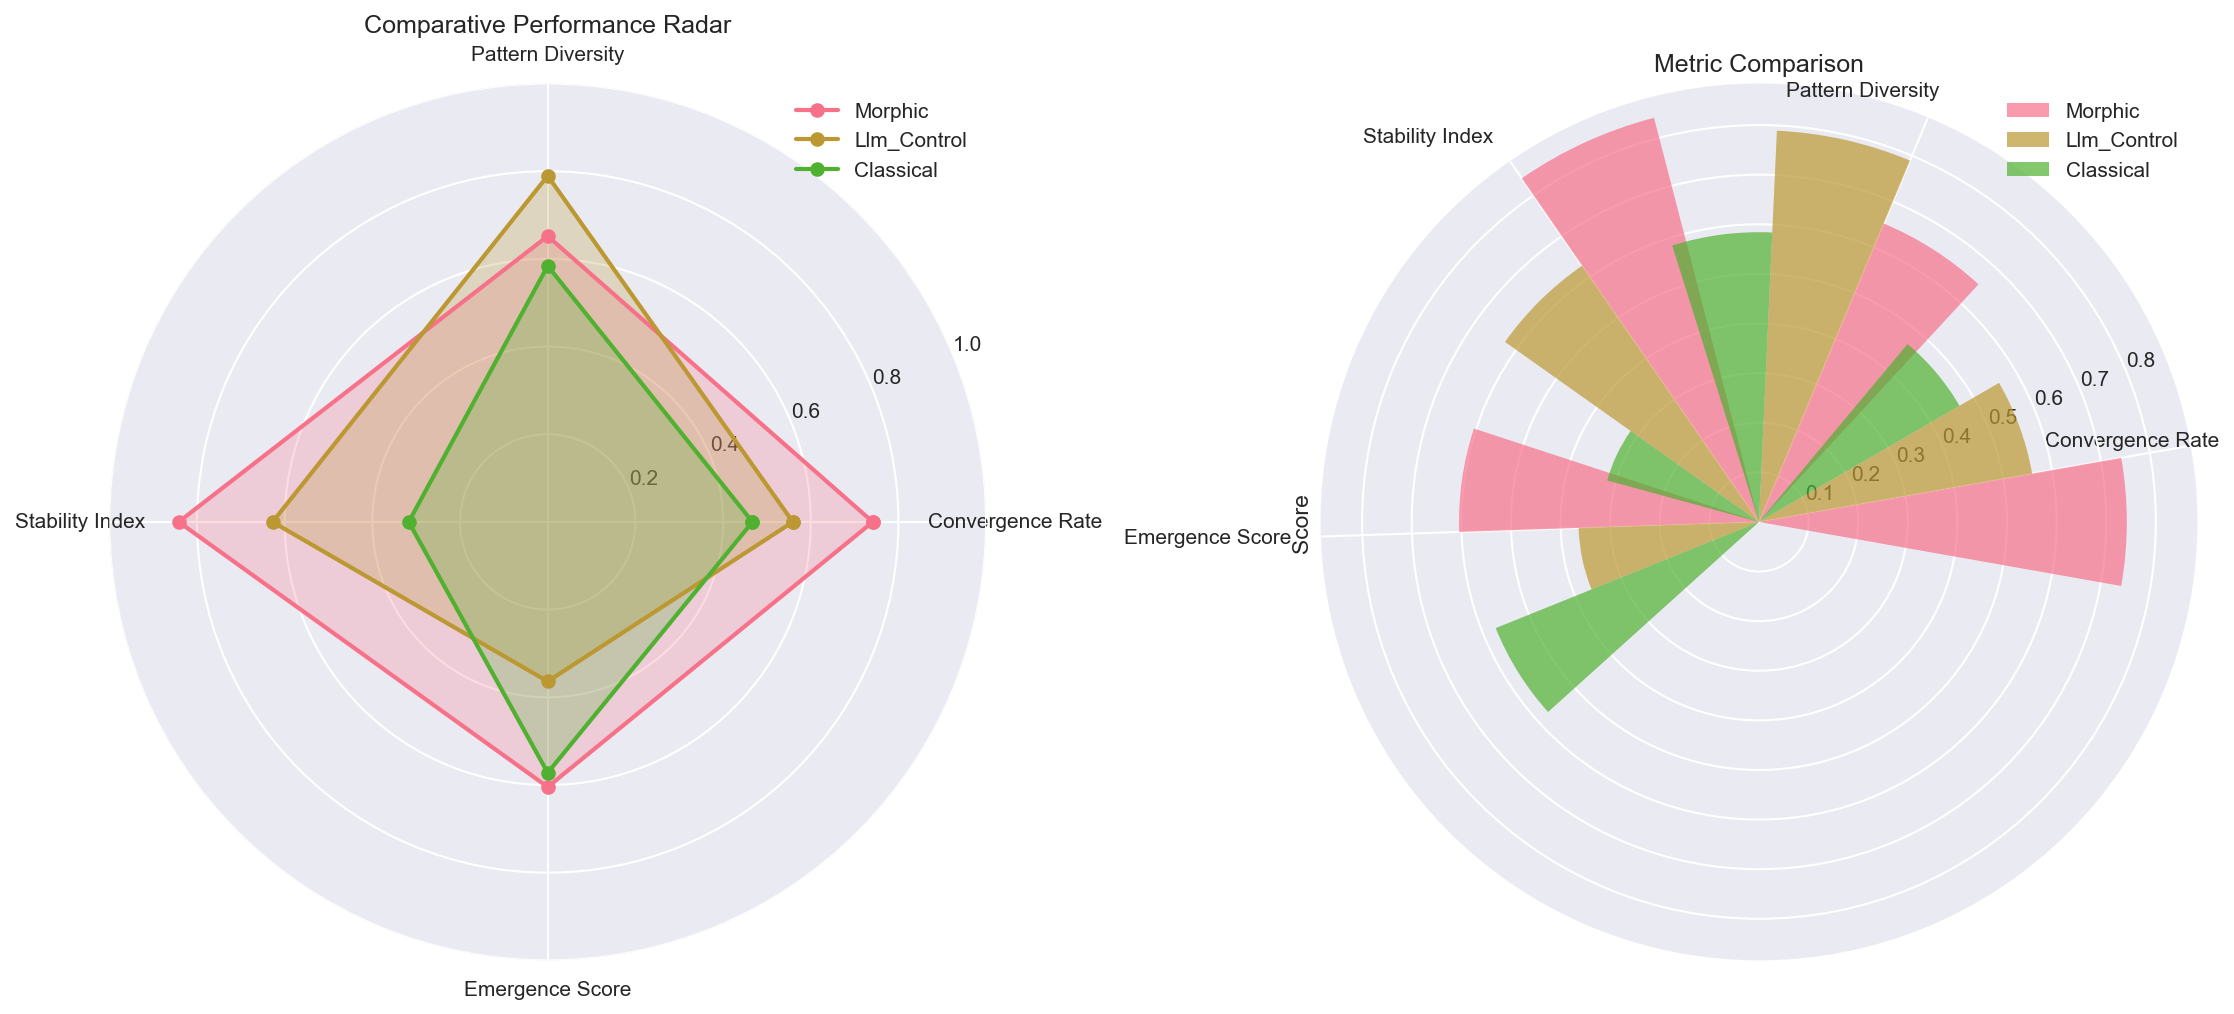 Comparative Performance Radar
Pattern Diversity
Morphic
Llm_Control
Classical
1.0
0.8
0.6
0.4
0.2
Stability Index
Convergence Rate
Emergence Score
Metric Comparison
Pattern Diversity
Morphic
Llm_Control
Classical
Stability Index
0.8
0.7
0.6
0.5
0.4
0.3
0.2
0.1
Convergence Rate
Emergence Score
Score